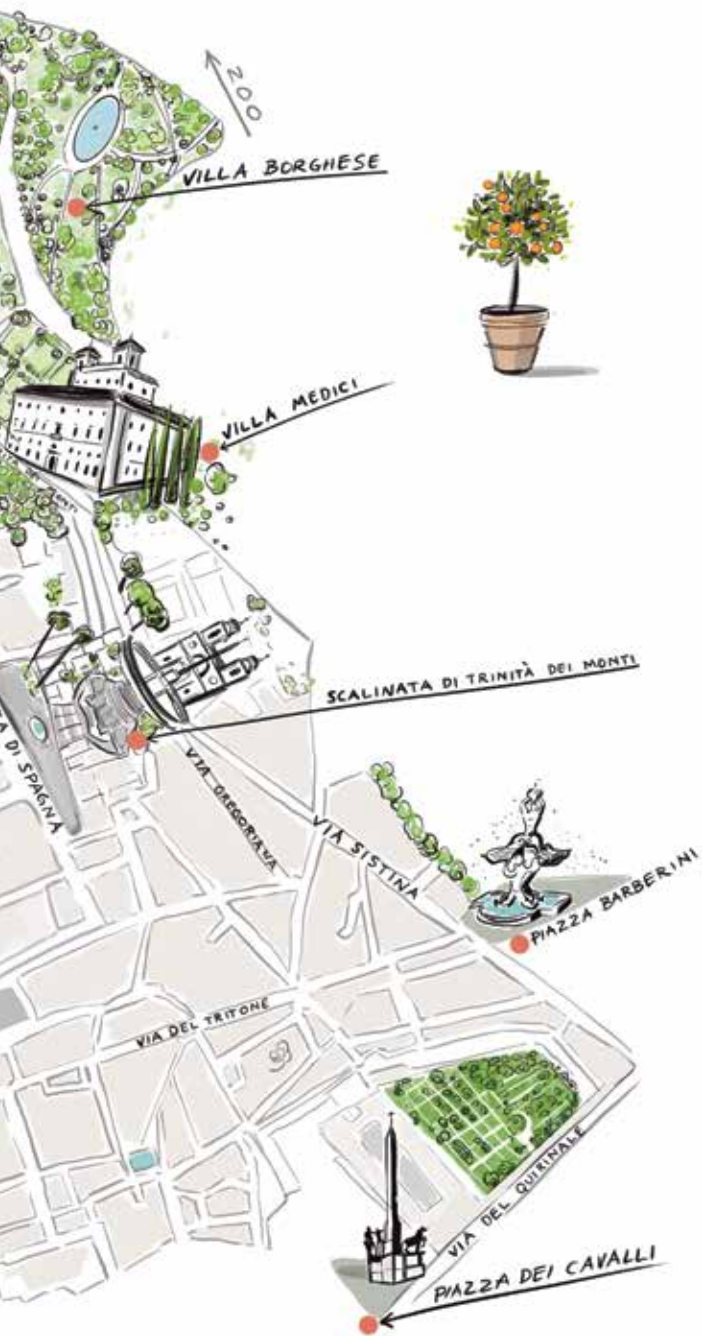 ZOO
VILLA BORGHESE
VILLA MEDICI
SCALINATA DI TRINITÀ DEI MONTI
DI SPAGNA
VIA GREGORIANA
VIA SISTINA
PIAZZA BARBERINI
VIA DEL TRITONE
VIA DEL QUIRINALE
PIAZZA DEI CAVALLI